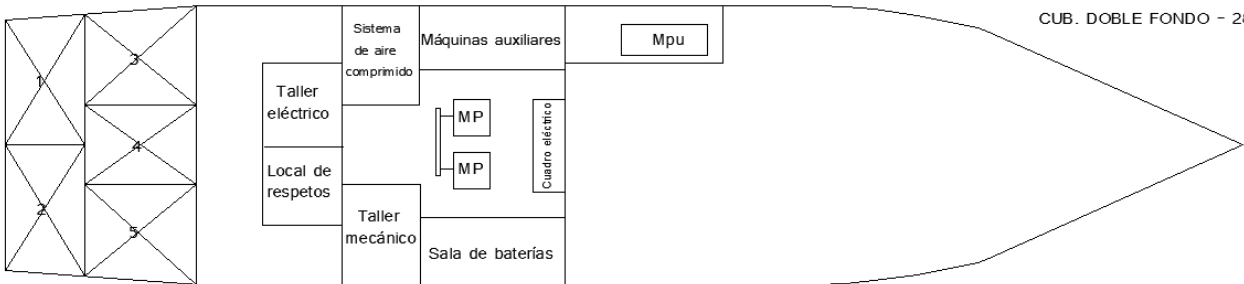 CUB. DOBLE FONDO - 28
1
2
3
4
5
Sistema
de aire
comprimido
Máquinas auxiliares
Mpu
Taller
eléctrico
MP
MP
Cuadro eléctrico
Local de
respetos
Taller
mecánico
Sala de baterías